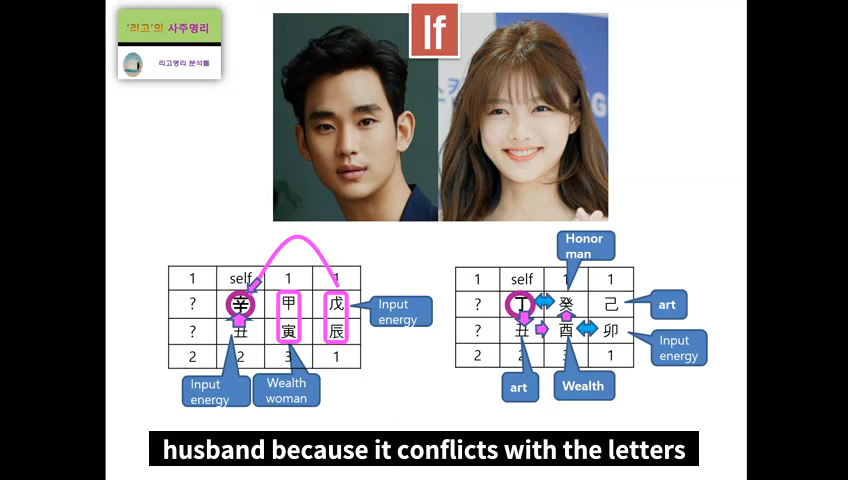 '리고'의 사주명리
리고명리 분석툴
If
Honor
man
1 self 1 1
? 辛 甲 戊
? 丑 寅 辰
2 2 3 1
Input
energy
Input
energy
Wealth
woman
1 self 1 1
? 丁 癸 己
? 丑 酉 卯
2 2 3 1
art
Input
energy
art
Wealth
husband because it conflicts with the letters